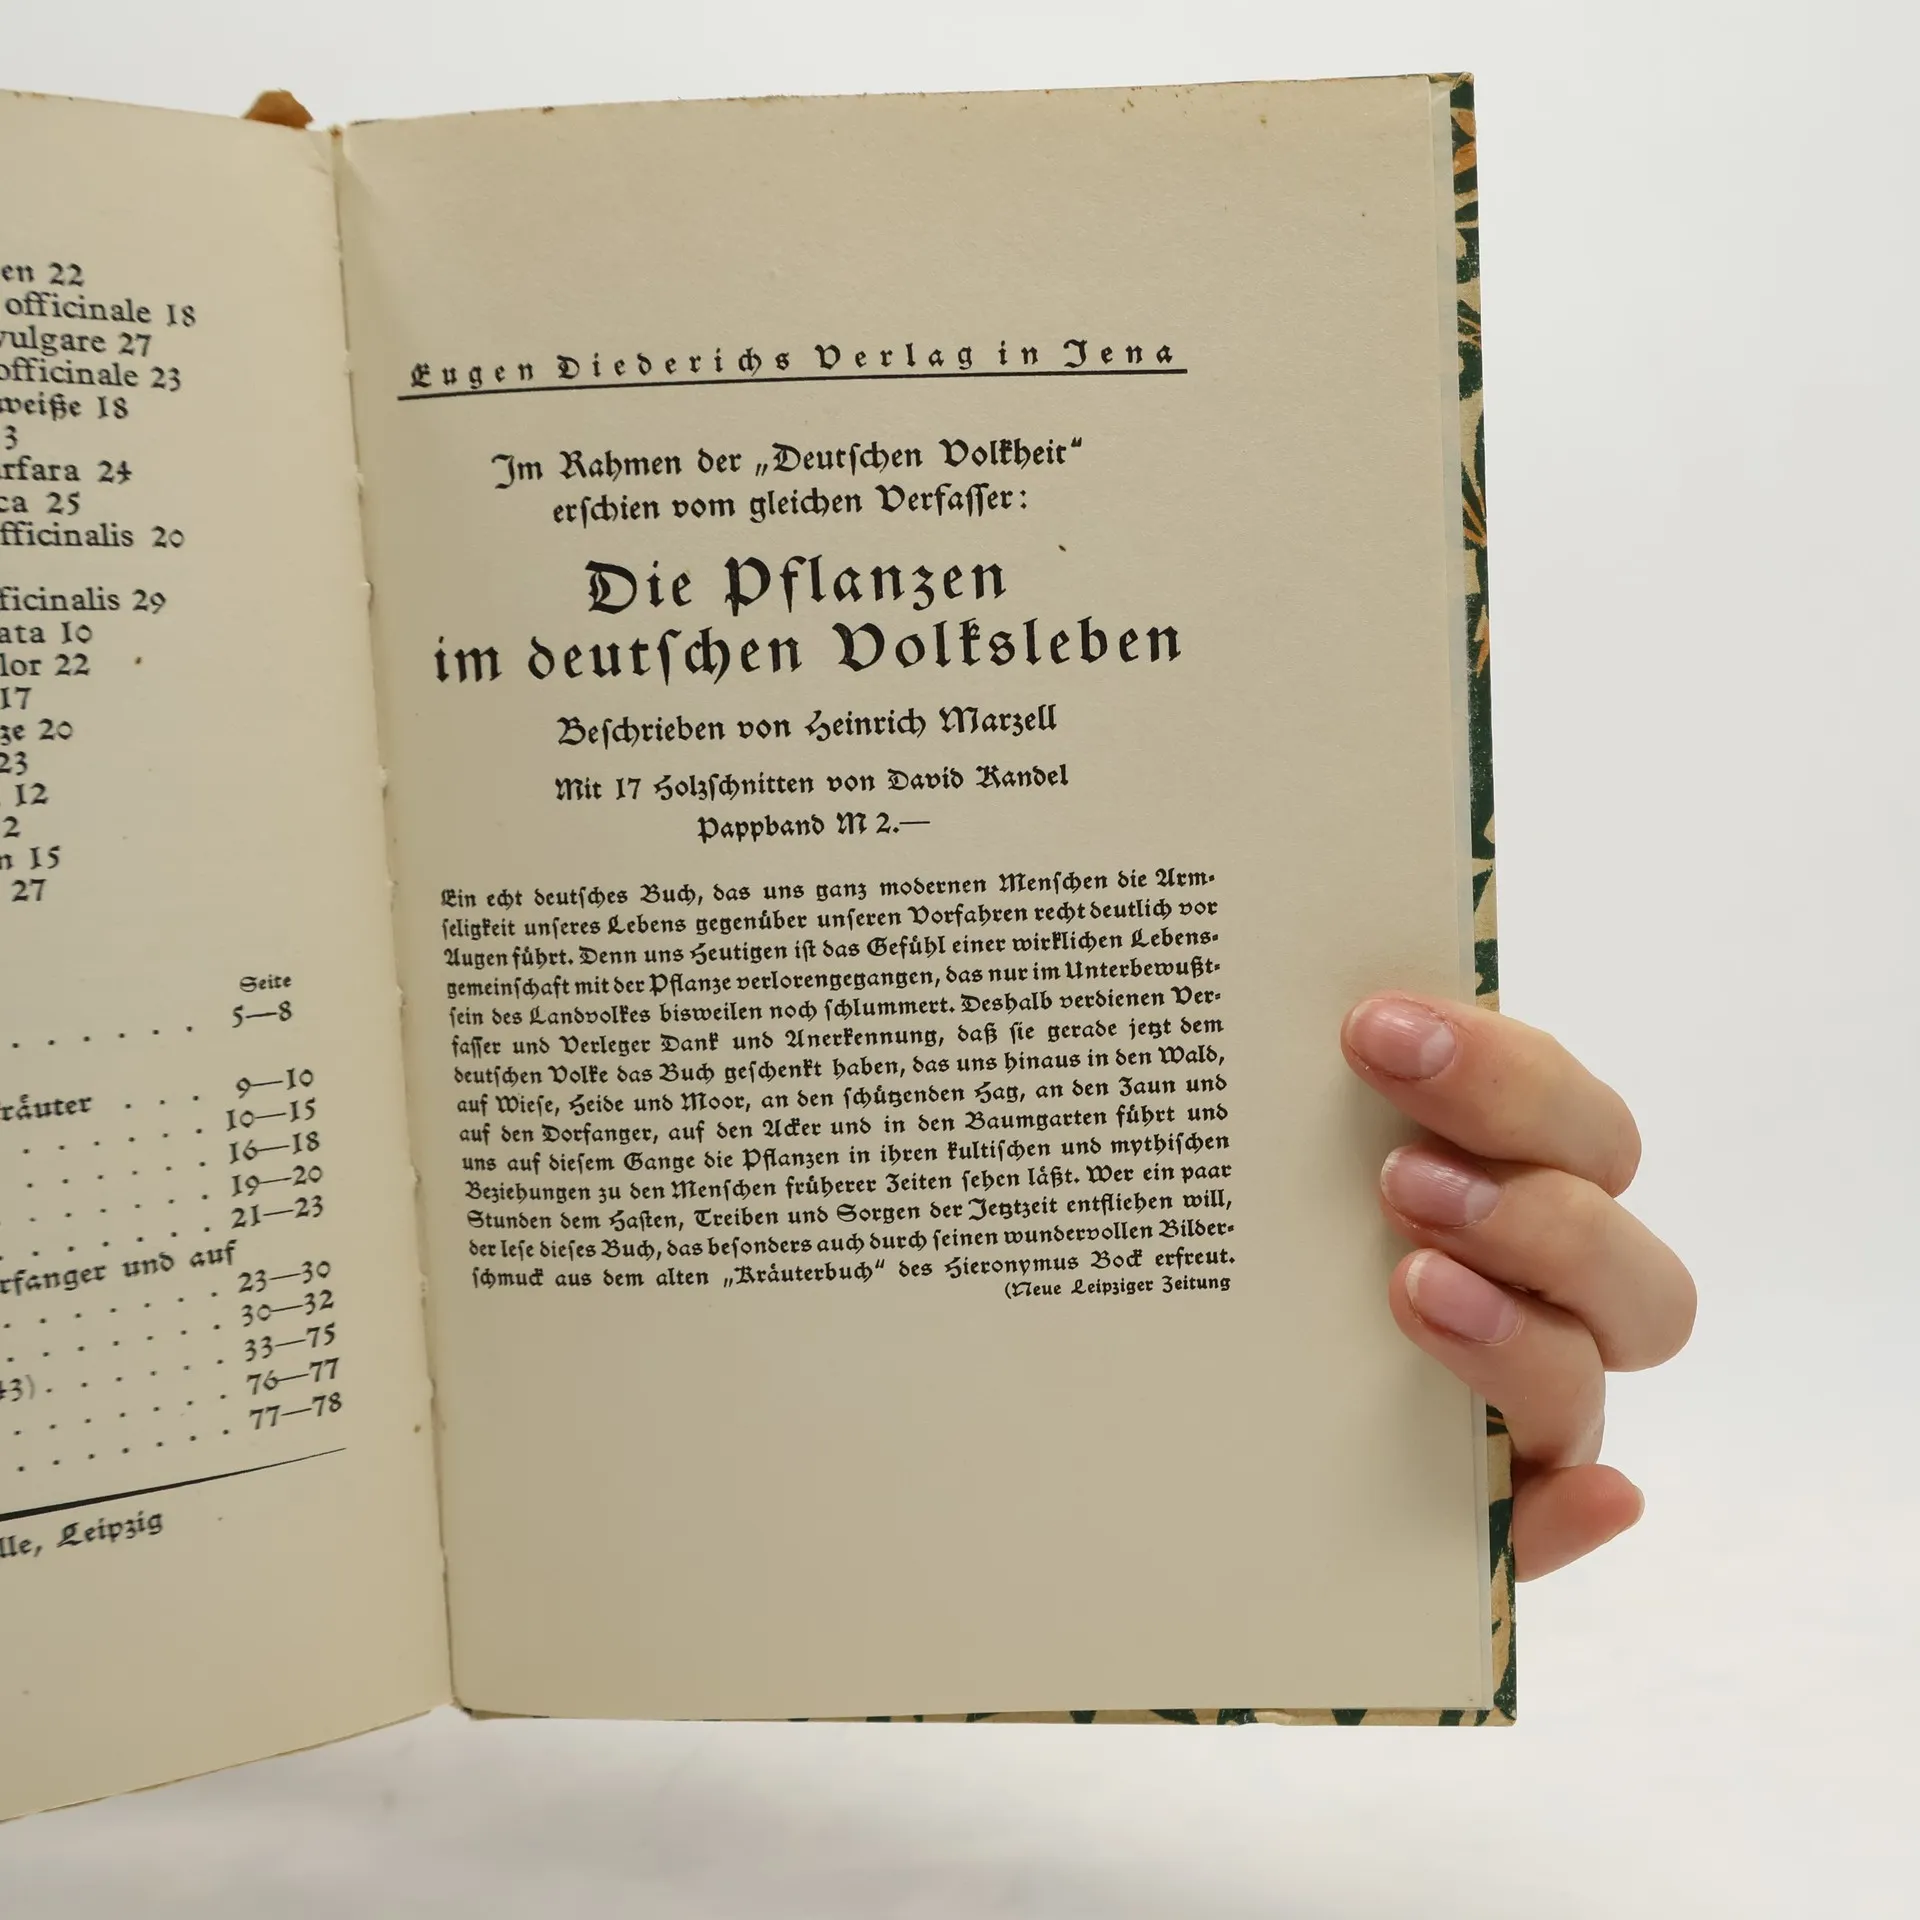 en 22
officinale 18
vulgare 27
officinale 23
weiße 18
3
rfara 24
ca 25
fficinalis 20
ficinalis 29
ata 10
lor 22
17
ze 20
23
12
2
n 15
27
Seite
. . . . . . 5—8
. . . 9—10
räuter . . . 10—15
. . . . . . 16—18
. . . . . . 19—20
. . . . . . 21—23
rfanger und auf
. . . . . . 23—30
. . . . . . 30—32
. . . . . . 33—75
43) . . . . . . 76—77
. . . . . . 77—78
lle, Leipzig
Eugen Diederichs Verlag in Jena
Im Rahmen der „Deutſchen Volkheit“
erſchien vom gleichen Verfaſſer:
Die Pflanzen
im deutſchen Volksleben
Beſchrieben von Heinrich Marzell
Mit 17 Holzſchnitten von David Kandel
Pappband M 2.—
Ein echt deutſches Buch, das uns ganz modernen Menſchen die Arm-
ſeligkeit unſeres Lebens gegenüber unſeren Vorfahren recht deutlich vor
Augen führt. Denn uns Heutigen iſt das Gefühl einer wirklichen Lebens-
gemeinſchaft mit der Pflanze verlorengegangen, das nur im Unterbewußt-
ſein des Landvolkes bisweilen noch ſchlummert. Deshalb verdienen Ver-
faſſer und Verleger Dank und Anerkennung, daß ſie gerade jetzt dem
deutſchen Volke das Buch geſchenkt haben, das uns hinaus in den Wald,
auf Wieſe, Heide und Moor, an den ſchützenden Hag, an den Zaun und
auf den Dorfanger, auf den Acker und in den Baumgarten führt und
uns auf dieſem Gange die Pflanzen in ihren kultiſchen und mythiſchen
Beziehungen zu den Menſchen früherer Zeiten ſehen läßt. Wer ein paar
Stunden dem Haſten, Treiben und Sorgen der Jetztzeit entfliehen will,
der leſe dieſes Buch, das beſonders auch durch ſeinen wundervollen Bilder-
ſchmuck aus dem alten „Kräuterbuch“ des Hieronymus Bock erfreut.
(Neue Leipziger Zeitung